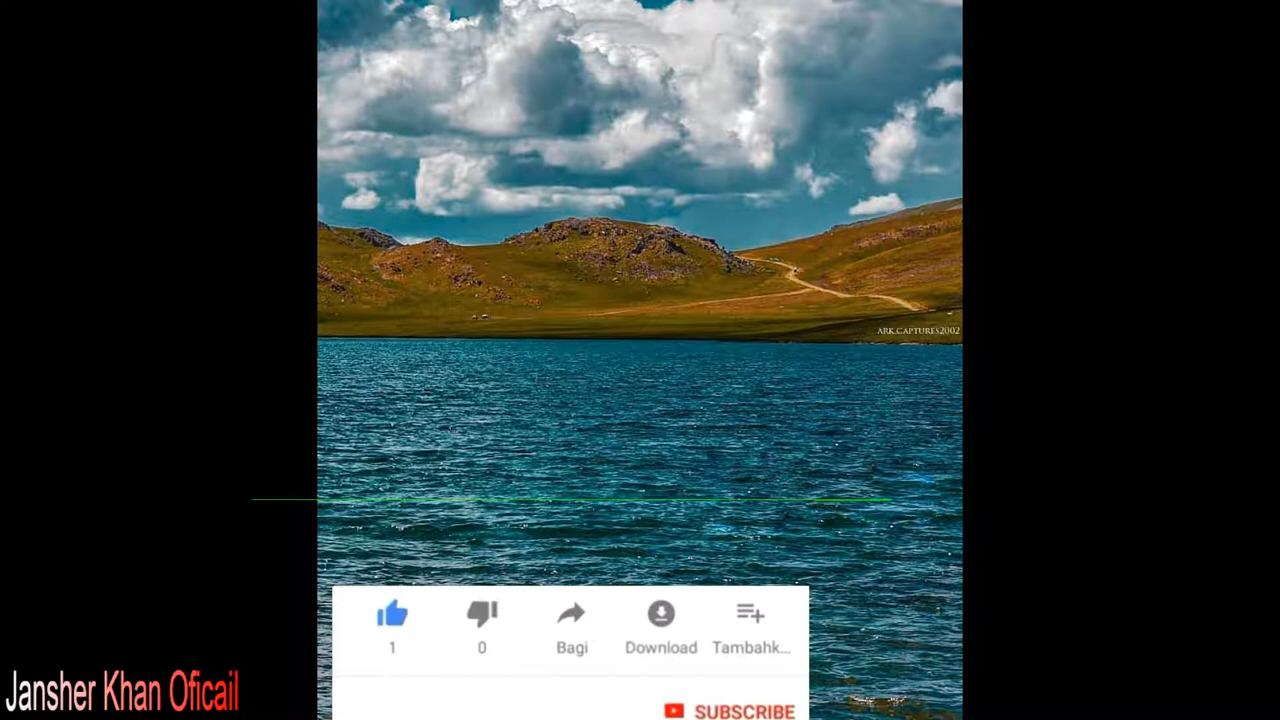 ARK.CAPTURES2002
1
0
Bagi
Download
Tambahk...
Jansher Khan Oficail
SUBSCRIBE